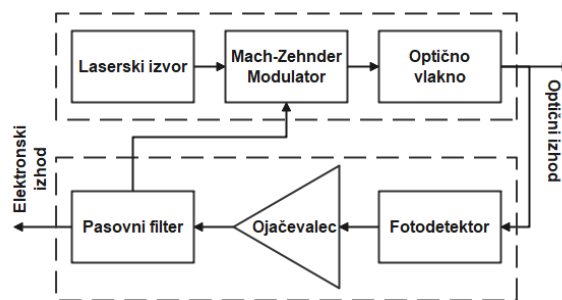 Laserski izvor
Mach-Zehnder
Modulator
Optično
vlakno
Optični izhod
Elektronski
izhod
Pasovni filter
Ojačevalec
Fotodetektor